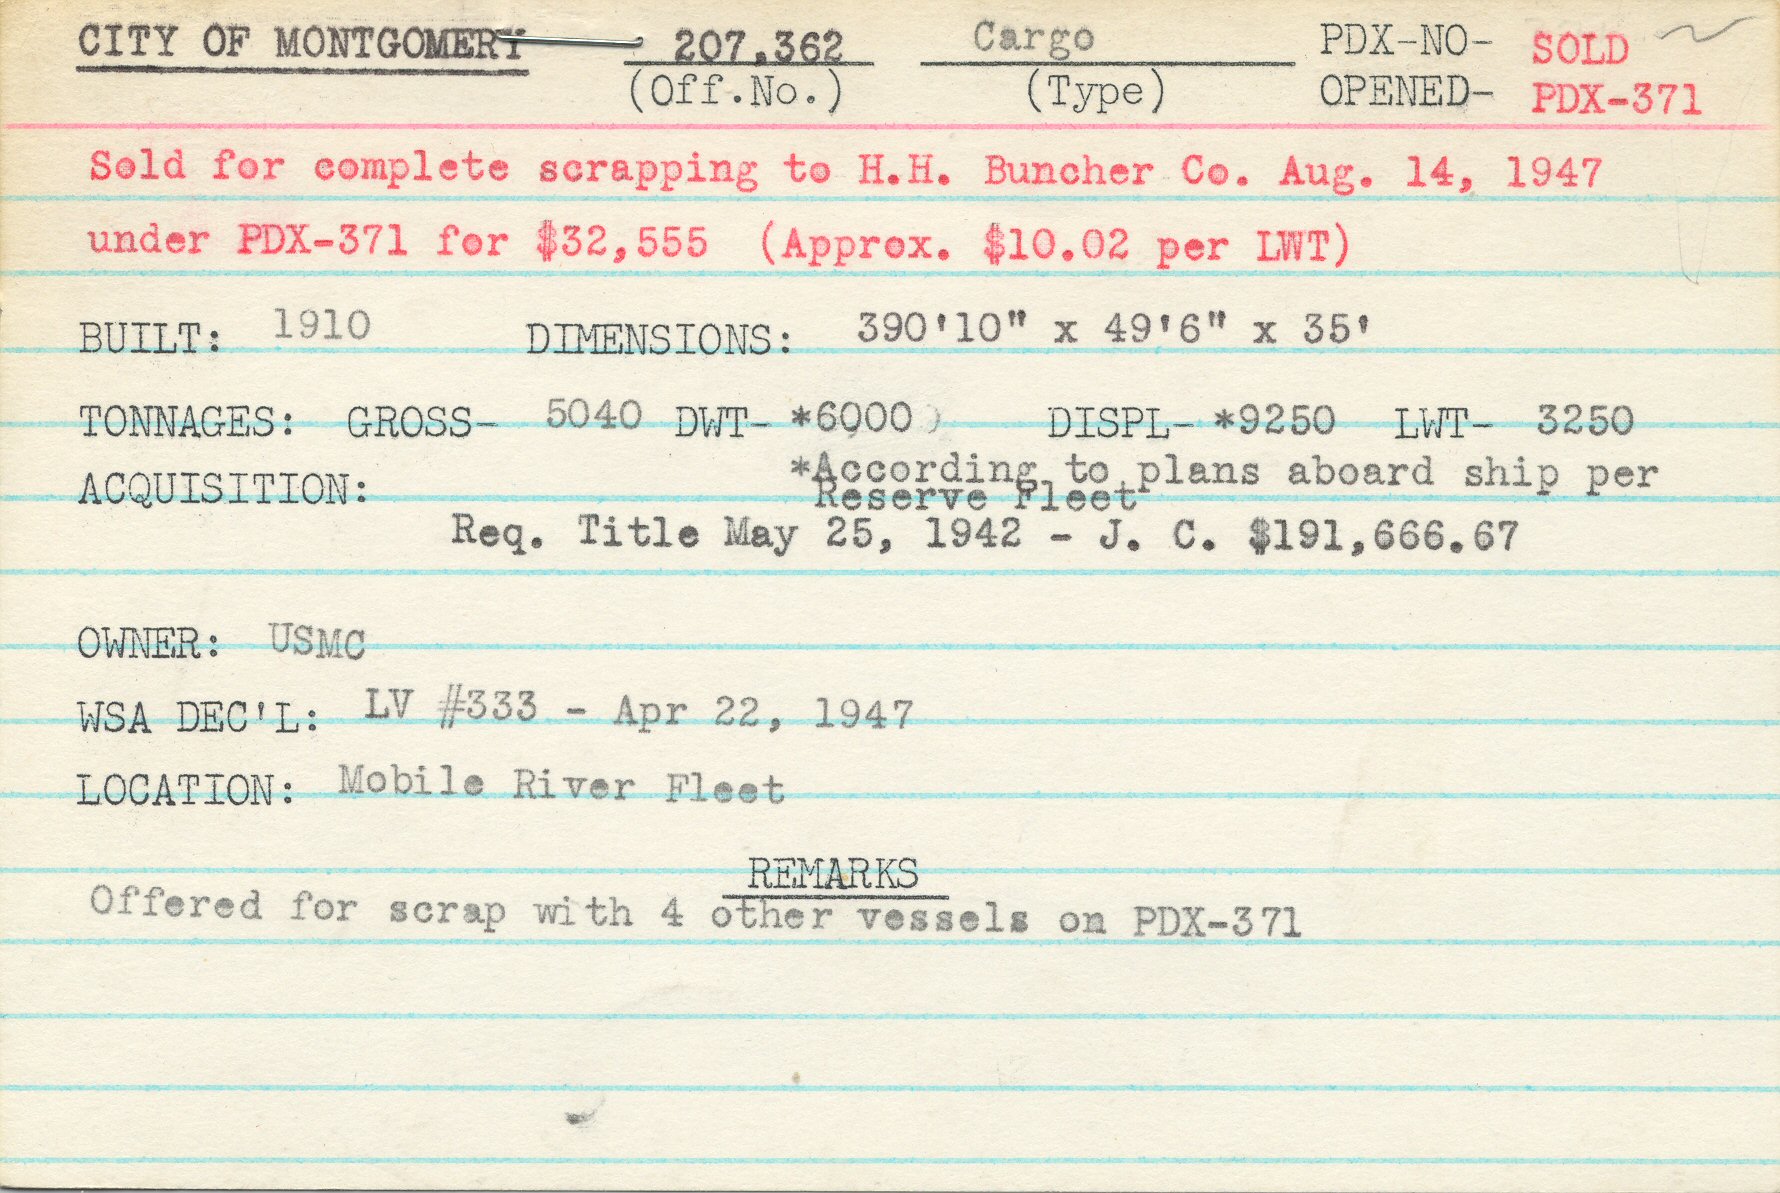 CITY OF MONTGOMERY 207,362 Cargo PDX-NO- SOLD
(Off.No.) (Type) OPENED- PDX-371
Sold for complete scrapping to H.H. Buncher Co. Aug. 14, 1947
under PDX-371 for $32,555 (Approx. $10.02 per LWT)
BUILT: 1910 DIMENSIONS: 390'10" x 49'6" x 35'
TONNAGES: GROSS- 5040 DWT- *6000 DISPL- *9250 LWT- 3250
*According to plans aboard ship per
ACQUISITION: Reserve Fleet
Req. Title May 25, 1942 - J. C. $191,666.67
OWNER: USMC
WSA DEC'L: LV #333 - Apr 22, 1947
LOCATION: Mobile River Fleet
REMARKS
Offered for scrap with 4 other vessels on PDX-371